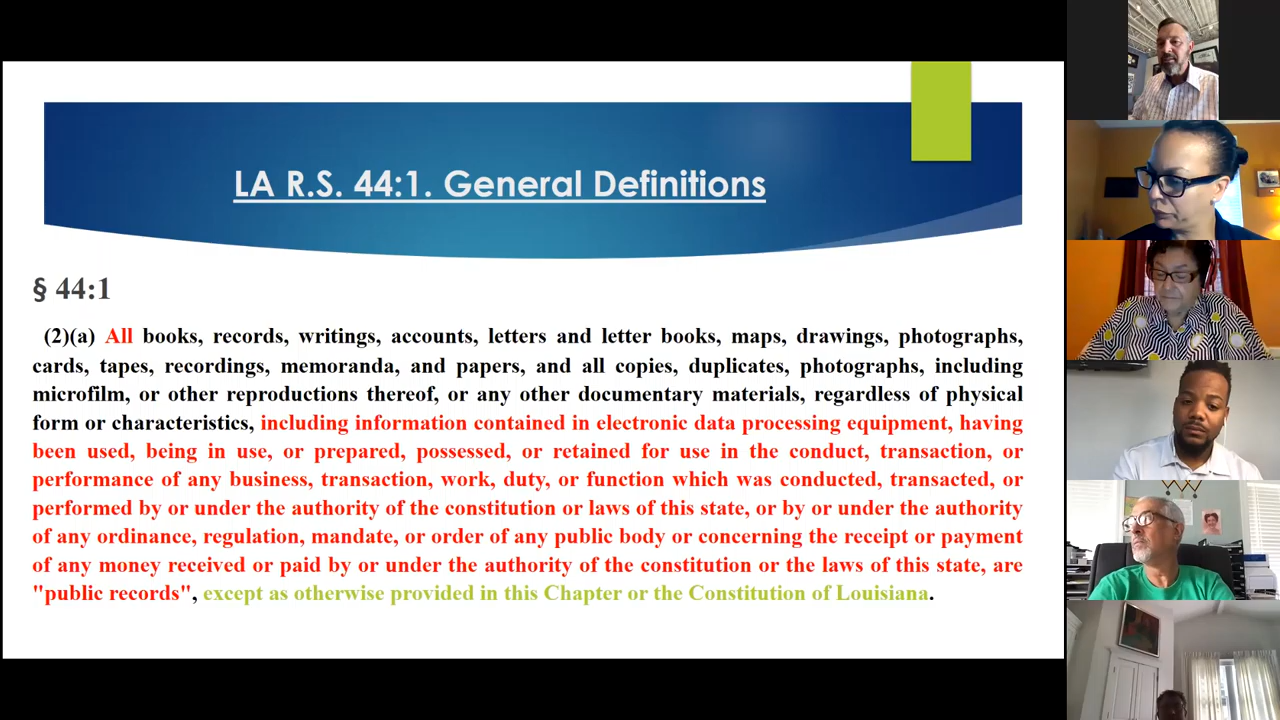 LA R.S. 44:1. General Definitions
§ 44:1
(2)(a) All books, records, writings, accounts, letters and letter books, maps, drawings, photographs,
cards, tapes, recordings, memoranda, and papers, and all copies, duplicates, photographs, including
microfilm, or other reproductions thereof, or any other documentary materials, regardless of physical
form or characteristics, including information contained in electronic data processing equipment, having
been used, being in use, or prepared, possessed, or retained for use in the conduct, transaction, or
performance of any business, transaction, work, duty, or function which was conducted, transacted, or
performed by or under the authority of the constitution or laws of this state, or by or under the authority
of any ordinance, regulation, mandate, or order of any public body or concerning the receipt or payment
of any money received or paid by or under the authority of the constitution or the laws of this state, are
"public records", except as otherwise provided in this Chapter or the Constitution of Louisiana.